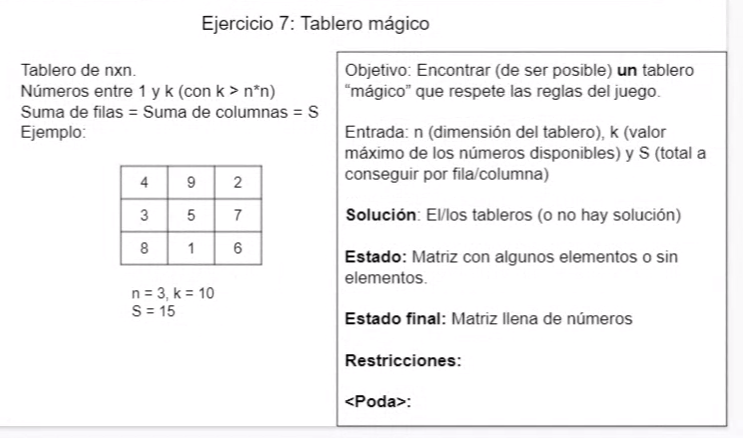 Ejercicio 7: Tablero mágico
Tablero de nxn.
Números entre 1 y k (con k > n*n)
Suma de filas = Suma de columnas = S
Ejemplo:
4 9 2
3 5 7
8 1 6
n = 3, k = 10
S = 15
Objetivo: Encontrar (de ser posible) un tablero
“mágico” que respete las reglas del juego.
Entrada: n (dimensión del tablero), k (valor
máximo de los números disponibles) y S (total a
conseguir por fila/columna)
Solución: El/los tableros (o no hay solución)
Estado: Matriz con algunos elementos o sin
elementos.
Estado final: Matriz llena de números
Restricciones:
<Poda>: